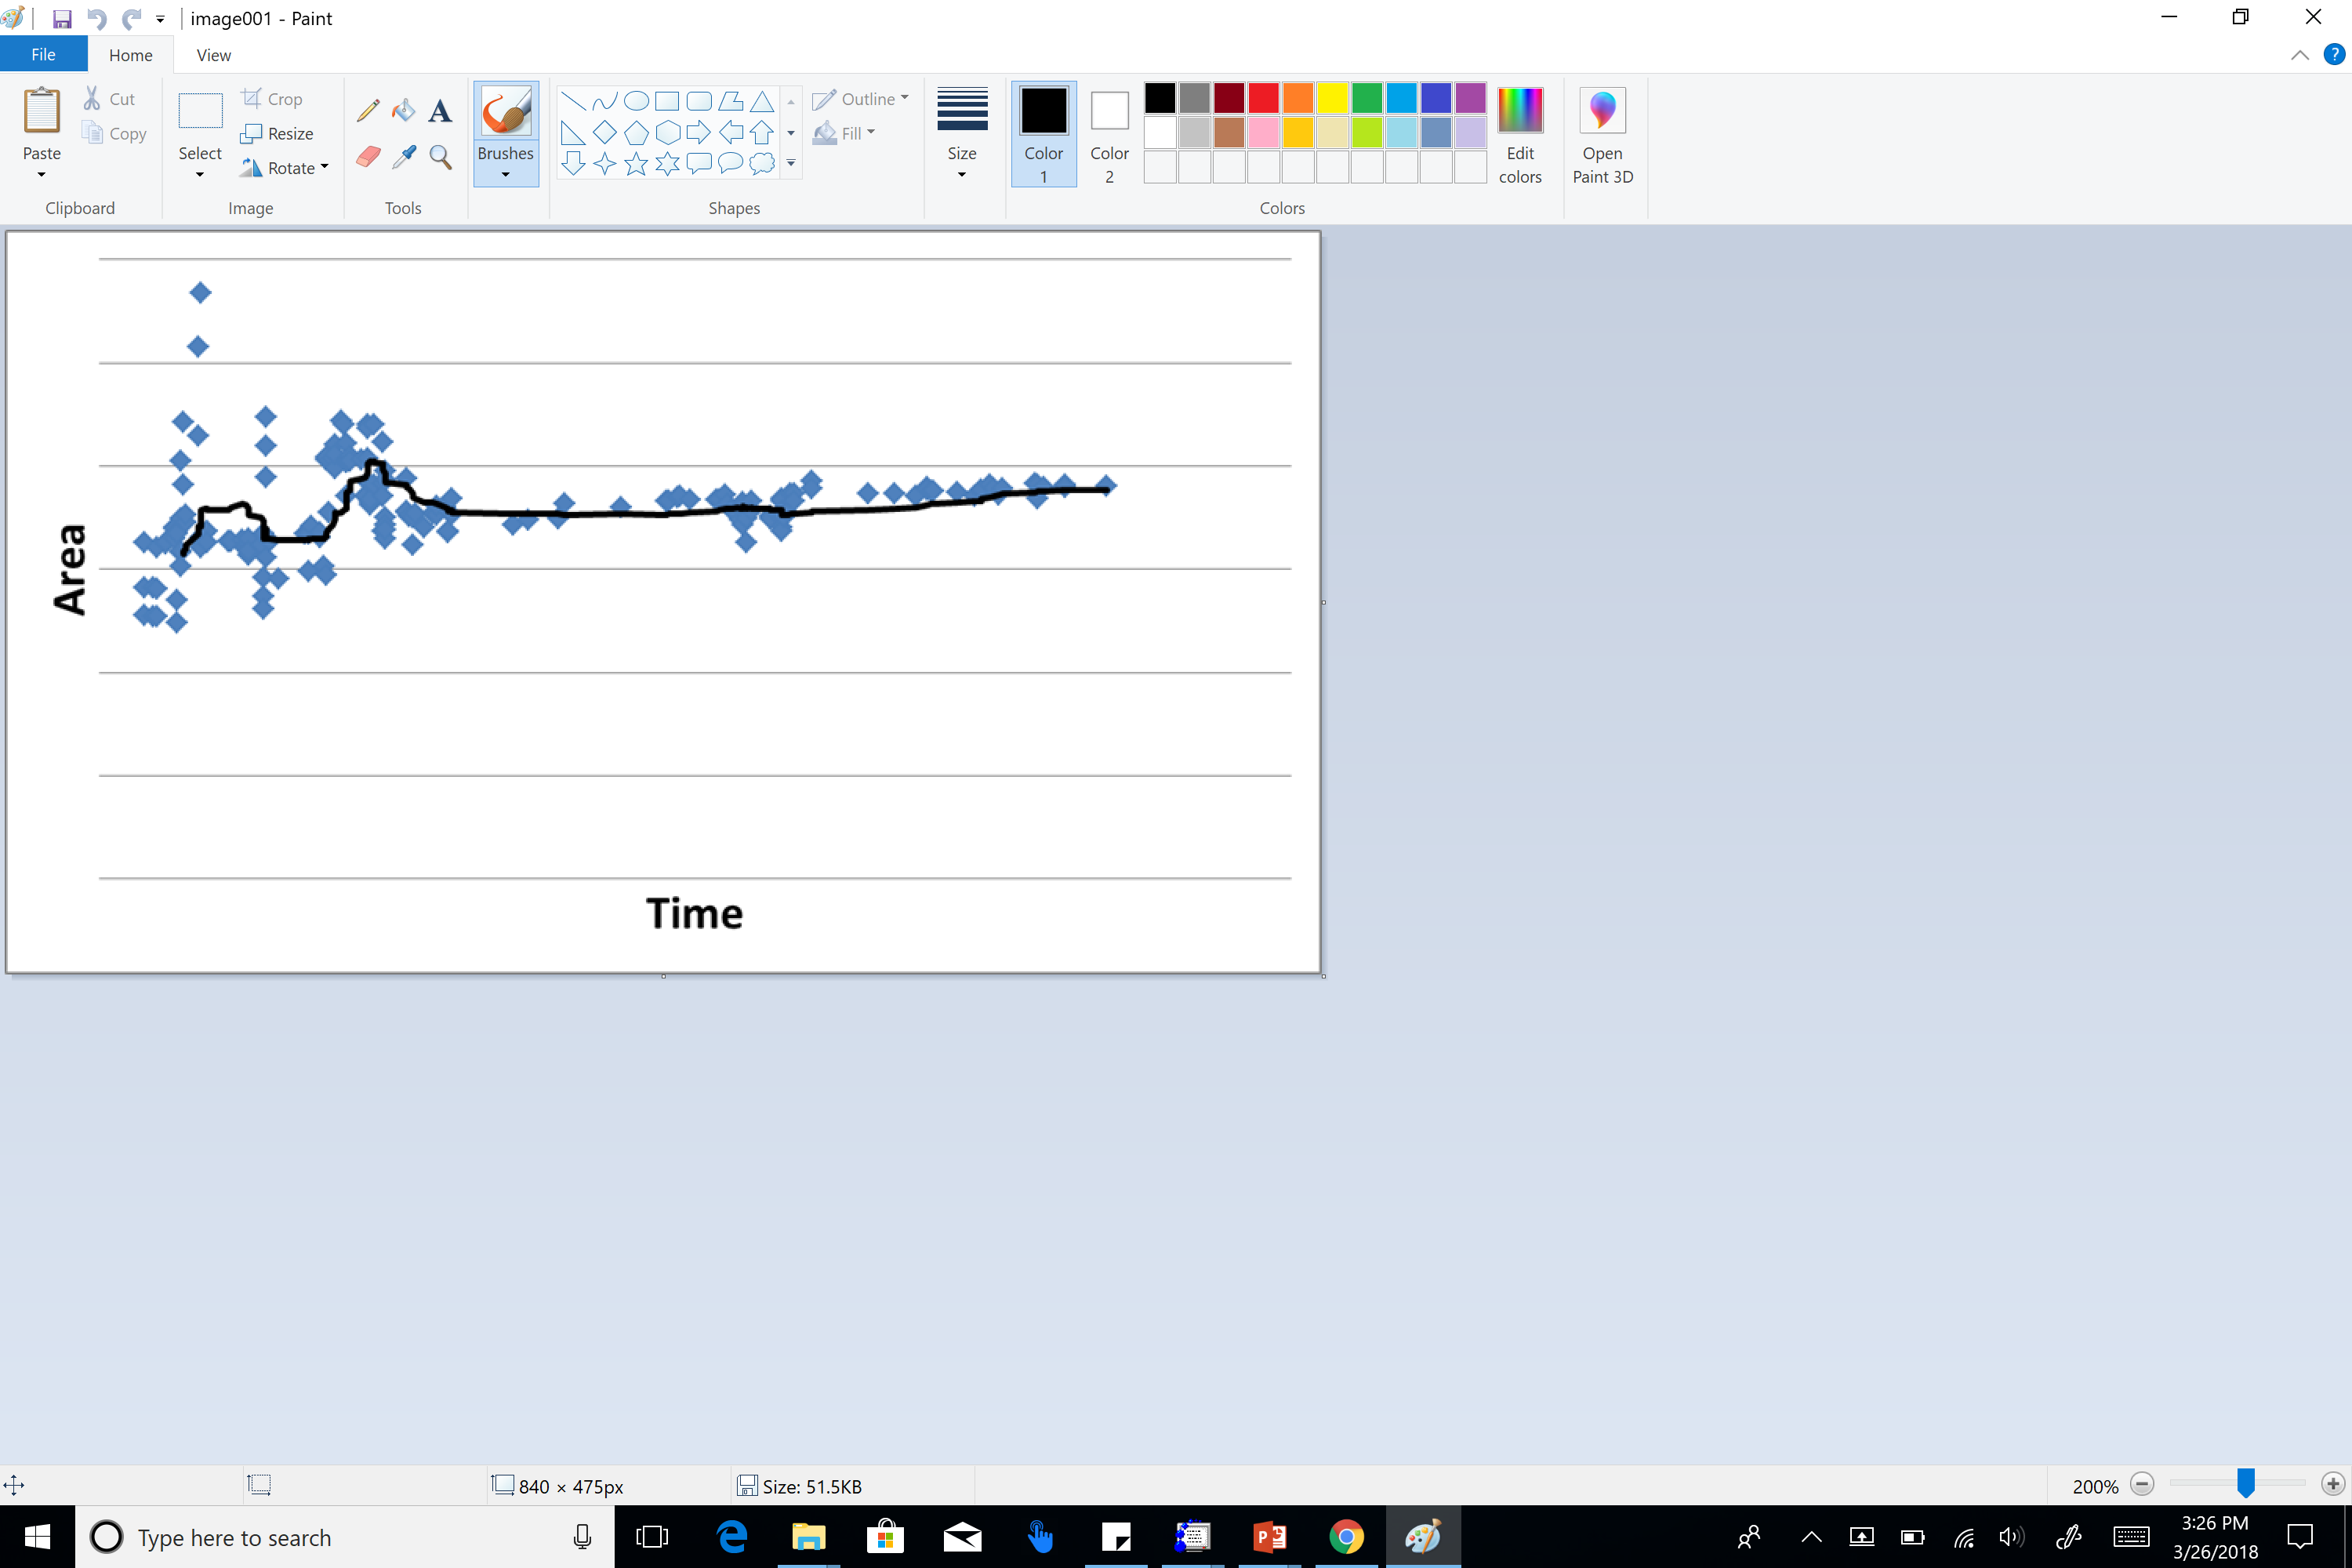 image001 - Paint
File Home View
Paste
Cut
Copy
Clipboard
Select
Crop
Resize
Rotate
Image
A
Tools
Brushes
Outline
Fill
Shapes
Size
Color
1
Color
2
Edit
colors
Colors
Open
Paint 3D
?
Area
Time
840 × 475px
Size: 51.5KB
200%
Type here to search
3:26 PM
3/26/2018